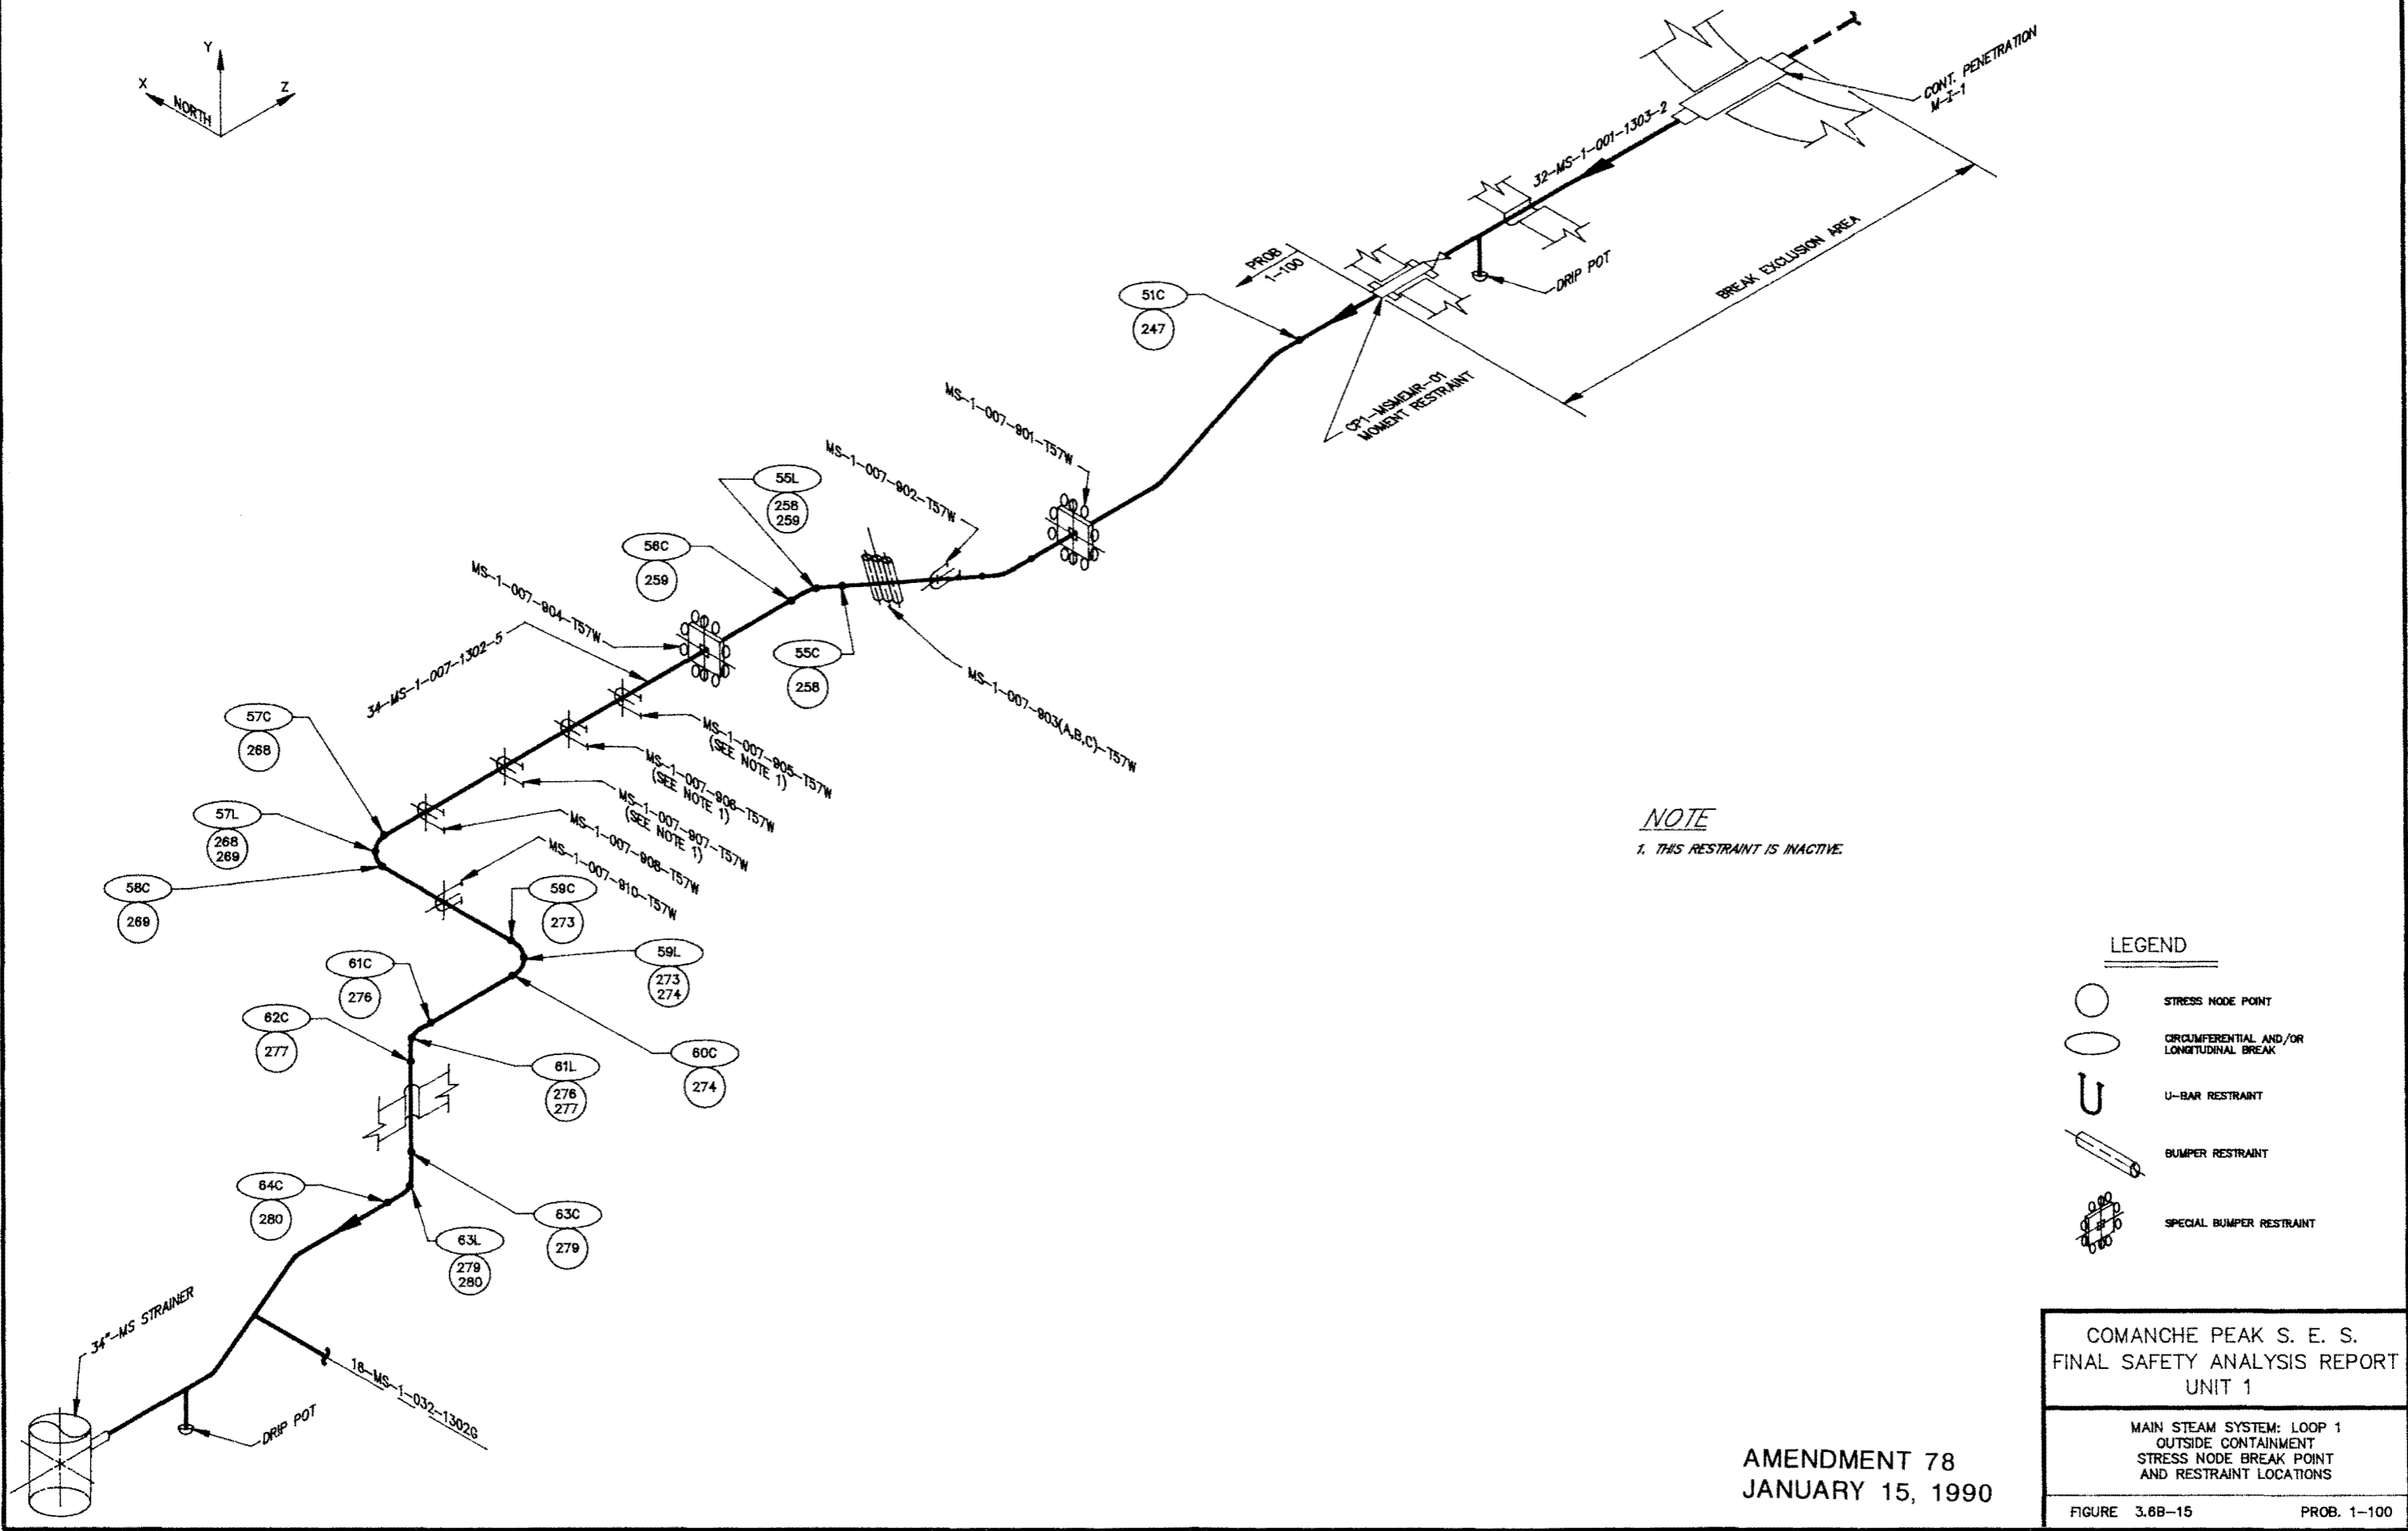 Y
X
Z
NORTH
CONT. PENETRATION
M-I-1
32-MS-1-001-1303-2
BREAK EXCLUSION AREA
DRIP POT
PROB
1-100
51C
247
CP1-MSMEMR-01
MOMENT RESTRAINT
MS-1-007-901-T57W
MS-1-007-902-T57W
55L
258
259
56C
259
MS-1-007-904-T57W
34-MS-1-007-1302-5
55C
258
MS-1-007-903(A,B,C)-T57W
57C
268
MS-1-007-905-T57W
(SEE NOTE 1)
MS-1-007-906-T57W
(SEE NOTE 1)
MS-1-007-907-T57W
(SEE NOTE 1)
MS-1-007-908-T57W
MS-1-007-910-T57W
57L
268
269
58C
269
59C
273
59L
273
274
61C
276
62C
277
60C
274
61L
276
277
64C
280
63C
279
63L
279
280
34"-MS STRAINER
18-MS-1-032-1302G
DRIP POT
NOTE
1. THIS RESTRAINT IS INACTIVE.
LEGEND
STRESS NODE POINT
CIRCUMFERENTIAL AND/OR
LONGITUDINAL BREAK
U-BAR RESTRAINT
BUMPER RESTRAINT
SPECIAL BUMPER RESTRAINT
AMENDMENT 78
JANUARY 15, 1990
COMANCHE PEAK S. E. S.
FINAL SAFETY ANALYSIS REPORT
UNIT 1
MAIN STEAM SYSTEM: LOOP 1
OUTSIDE CONTAINMENT
STRESS NODE BREAK POINT
AND RESTRAINT LOCATIONS
FIGURE 3.6B-15 PROB. 1-100